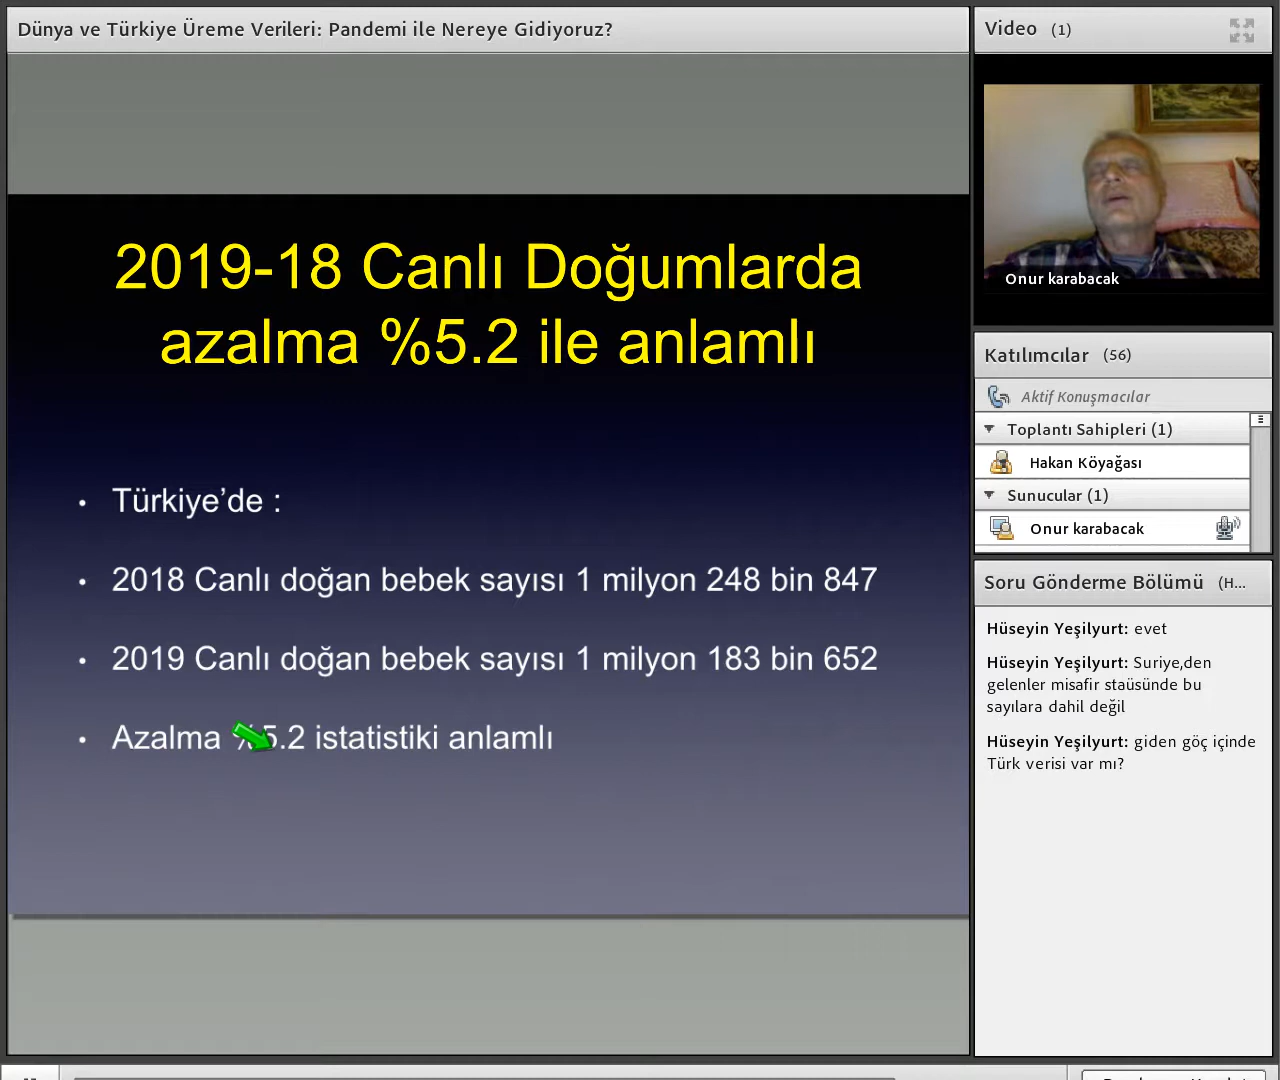 Dünya ve Türkiye Üreme Verileri: Pandemi ile Nereye Gidiyoruz?
2019-18 Canlı Doğumlarda
azalma %5.2 ile anlamlı
• Türkiye’de :
• 2018 Canlı doğan bebek sayısı 1 milyon 248 bin 847
• 2019 Canlı doğan bebek sayısı 1 milyon 183 bin 652
• Azalma %5.2 istatistiki anlamlı
Video (1)
Onur karabacak
Katılımcılar (56)
Aktif Konuşmacılar
Toplantı Sahipleri (1)
Hakan Köyağası
Sunucular (1)
Onur karabacak
Soru Gönderme Bölümü (H...
Hüseyin Yeşilyurt: evet
Hüseyin Yeşilyurt: Suriye,den
gelenler misafir staüsünde bu
sayılara dahil değil
Hüseyin Yeşilyurt: giden göç içinde
Türk verisi var mı?